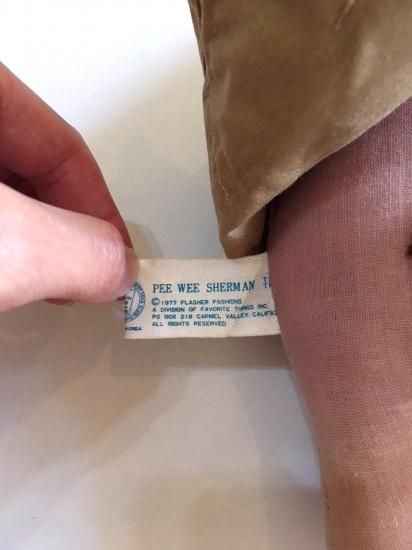 PEE WEE SHERMAN
©1977 FLASHER FASHIONS
A DIVISION OF FAVORITE THINGS INC
PO BOX 218 CARMEL VALLEY, CALIF
ALL RIGHTS RESERVED
KOREA